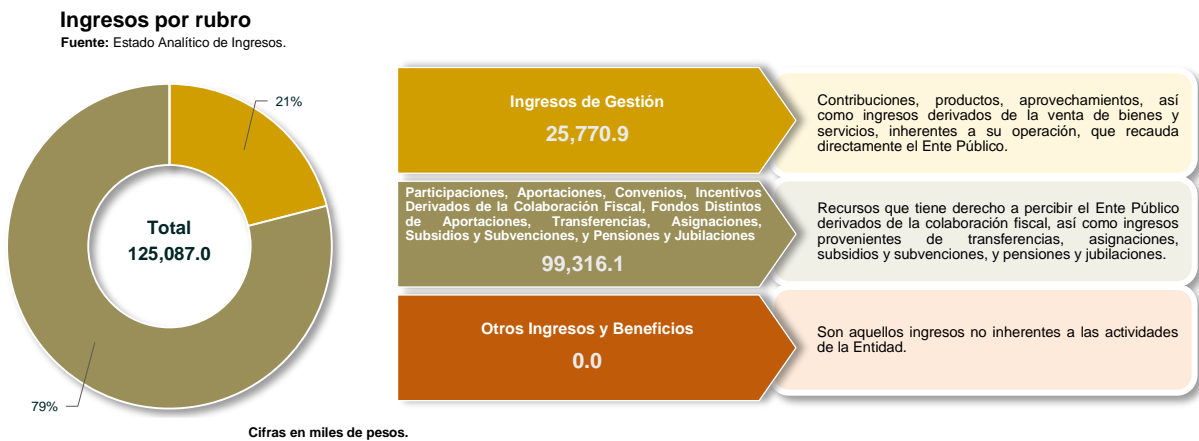 Ingresos por rubro
Fuente: Estado Analítico de Ingresos.
21%
Total
125,087.0
79%
Ingresos de Gestión
25,770.9
Contribuciones, productos, aprovechamientos, así
como ingresos derivados de la venta de bienes y
servicios, inherentes a su operación, que recauda
directamente el Ente Público.
Participaciones, Aportaciones, Convenios, Incentivos
Derivados de la Colaboración Fiscal, Fondos Distintos
de Aportaciones, Transferencias, Asignaciones,
Subsidios y Subvenciones, y Pensiones y Jubilaciones
99,316.1
Recursos que tiene derecho a percibir el Ente Público
derivados de la colaboración fiscal, así como ingresos
provenientes de transferencias, asignaciones,
subsidios y subvenciones, y pensiones y jubilaciones.
Otros Ingresos y Beneficios
0.0
Son aquellos ingresos no inherentes a las actividades
de la Entidad.
Cifras en miles de pesos.